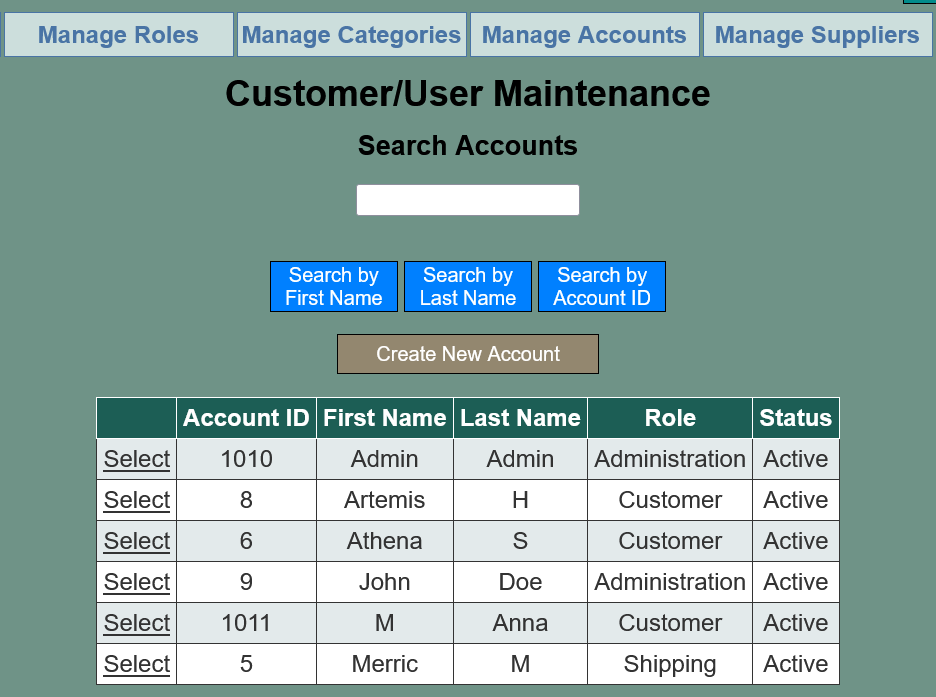 Manage Roles Manage Categories Manage Accounts Manage Suppliers
Customer/User Maintenance
Search Accounts
Search by First Name Search by Last Name Search by Account ID
Create New Account
Account ID First Name Last Name Role Status
Select 1010 Admin Admin Administration Active
Select 8 Artemis H Customer Active
Select 6 Athena S Customer Active
Select 9 John Doe Administration Active
Select 1011 M Anna Customer Active
Select 5 Merric M Shipping Active